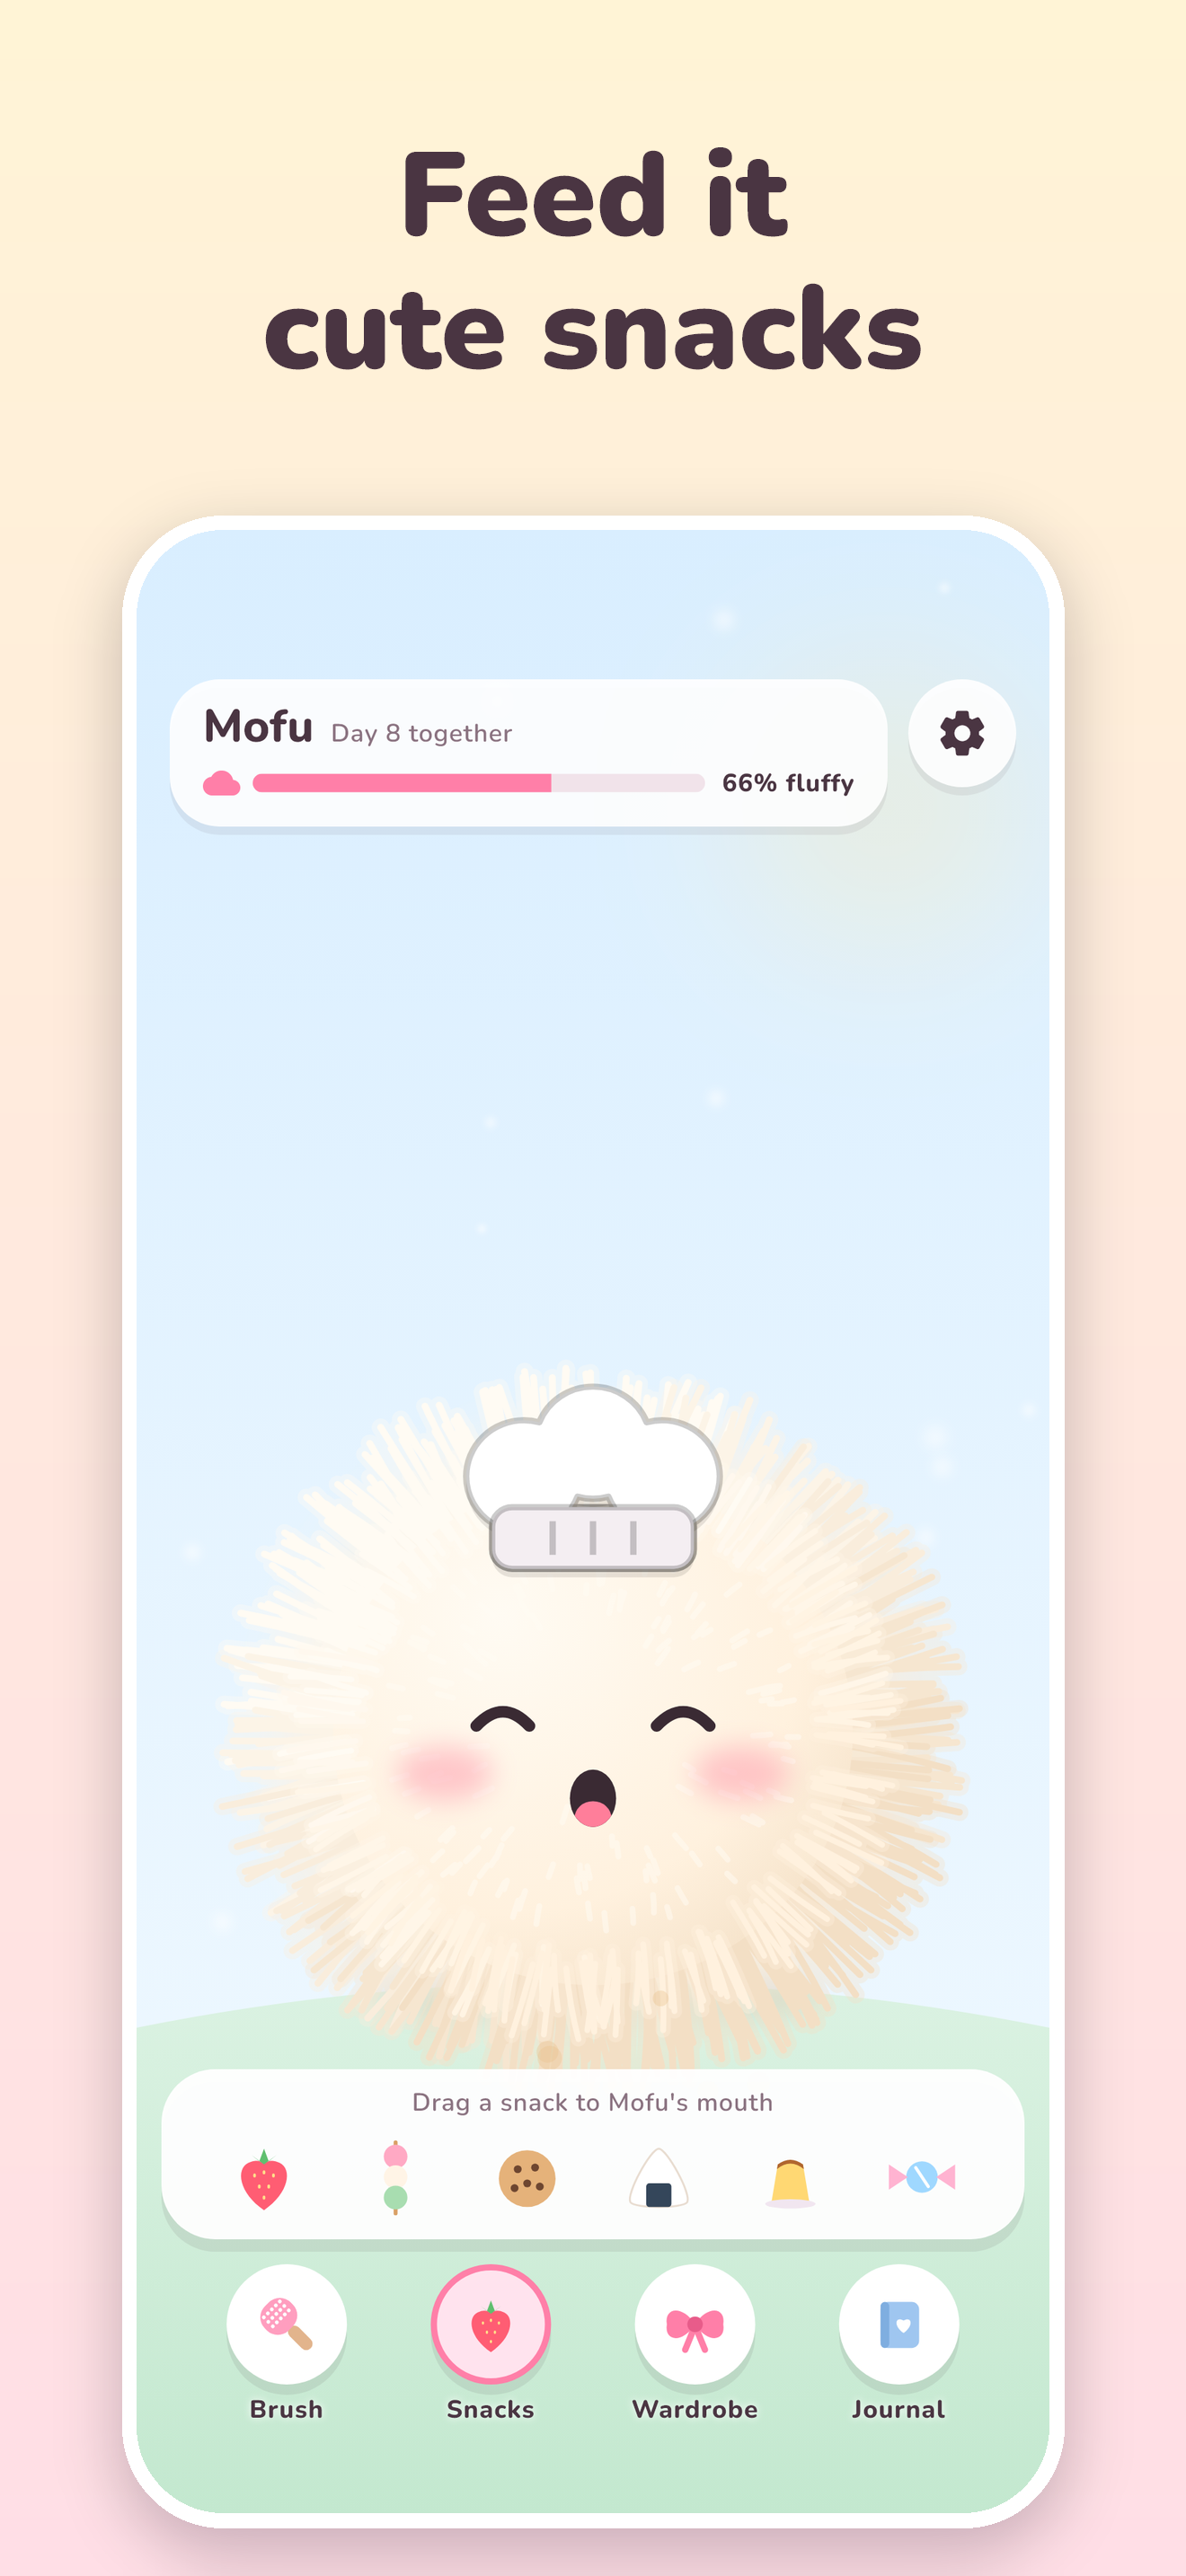 Feed it
cute snacks
Mofu Day 8 together
66% fluffy
Drag a snack to Mofu's mouth
Brush Snacks Wardrobe Journal